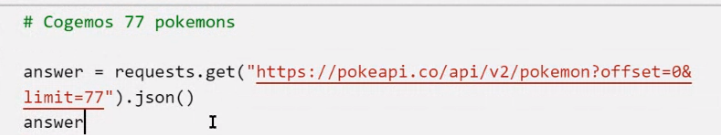 # Cogemos 77 pokemons
answer = requests.get("https://pokeapi.co/api/v2/pokemon?offset=0&
limit=77").json()
answer